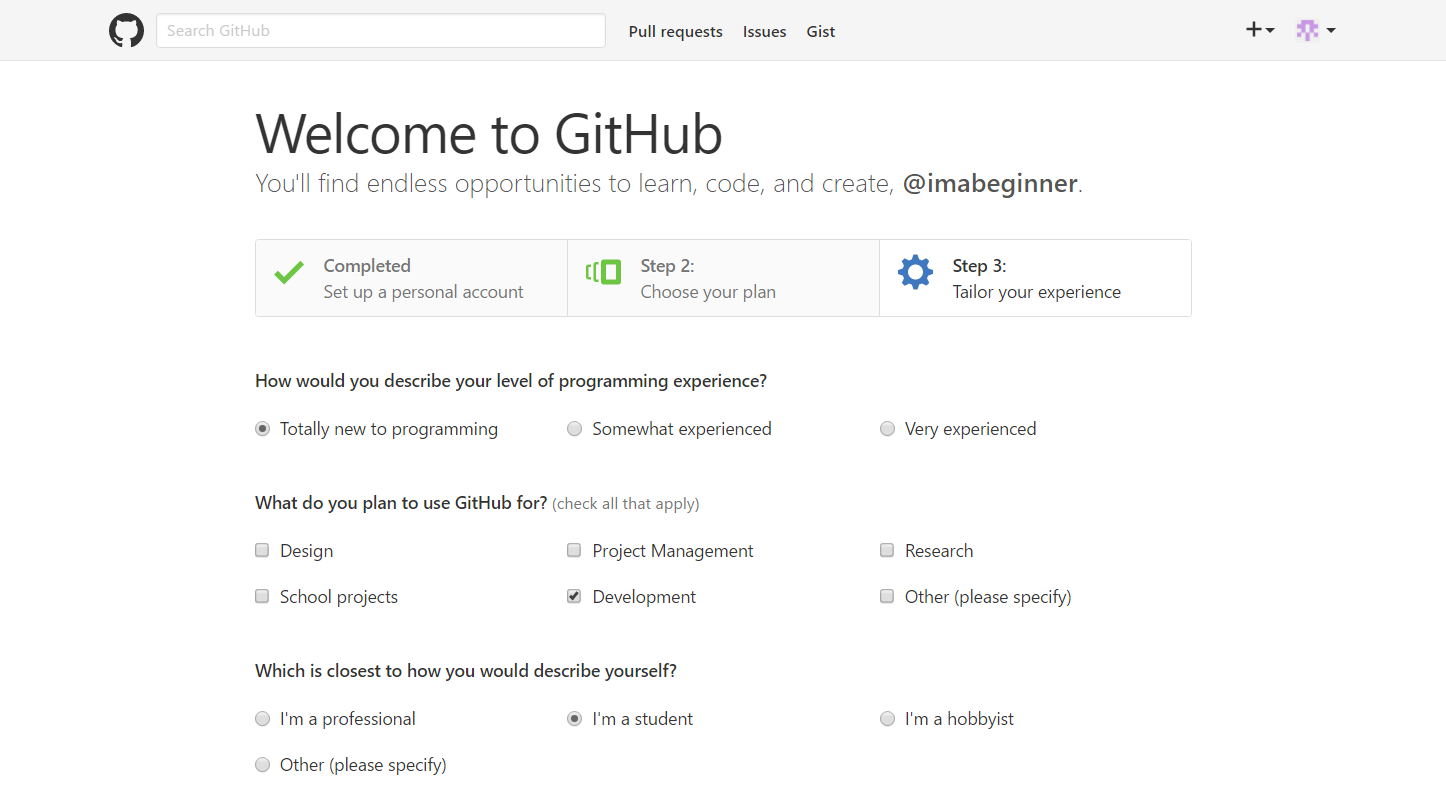 Search GitHub Pull requests Issues Gist
Welcome to GitHub
You'll find endless opportunities to learn, code, and create, @imabeginner.
Completed
Set up a personal account
Step 2:
Choose your plan
Step 3:
Tailor your experience
How would you describe your level of programming experience?
Totally new to programming Somewhat experienced Very experienced
What do you plan to use GitHub for? (check all that apply)
Design Project Management Research
School projects Development Other (please specify)
Which is closest to how you would describe yourself?
I'm a professional I'm a student I'm a hobbyist
Other (please specify)